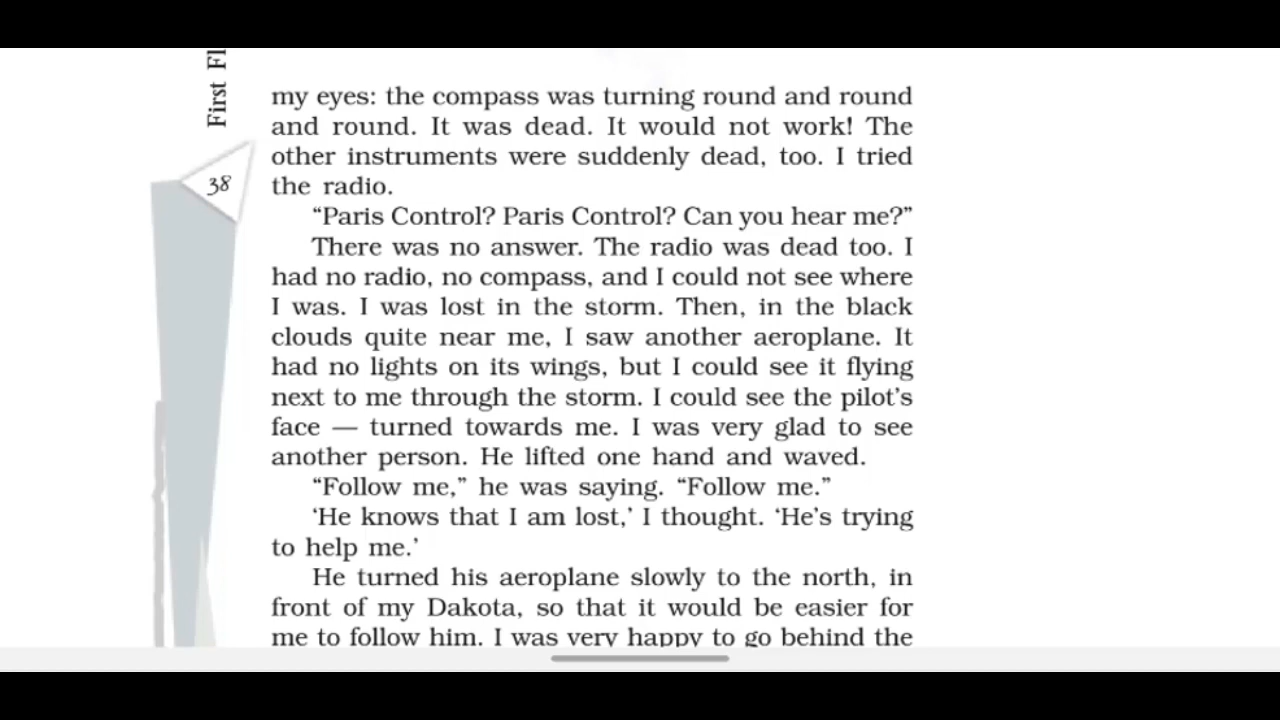 First Fl
38
my eyes: the compass was turning round and round
and round. It was dead. It would not work! The
other instruments were suddenly dead, too. I tried
the radio.
“Paris Control? Paris Control? Can you hear me?”
There was no answer. The radio was dead too. I
had no radio, no compass, and I could not see where
I was. I was lost in the storm. Then, in the black
clouds quite near me, I saw another aeroplane. It
had no lights on its wings, but I could see it flying
next to me through the storm. I could see the pilot’s
face — turned towards me. I was very glad to see
another person. He lifted one hand and waved.
“Follow me,” he was saying. “Follow me.”
‘He knows that I am lost,’ I thought. ‘He’s trying
to help me.’
He turned his aeroplane slowly to the north, in
front of my Dakota, so that it would be easier for
me to follow him. I was very happy to go behind the